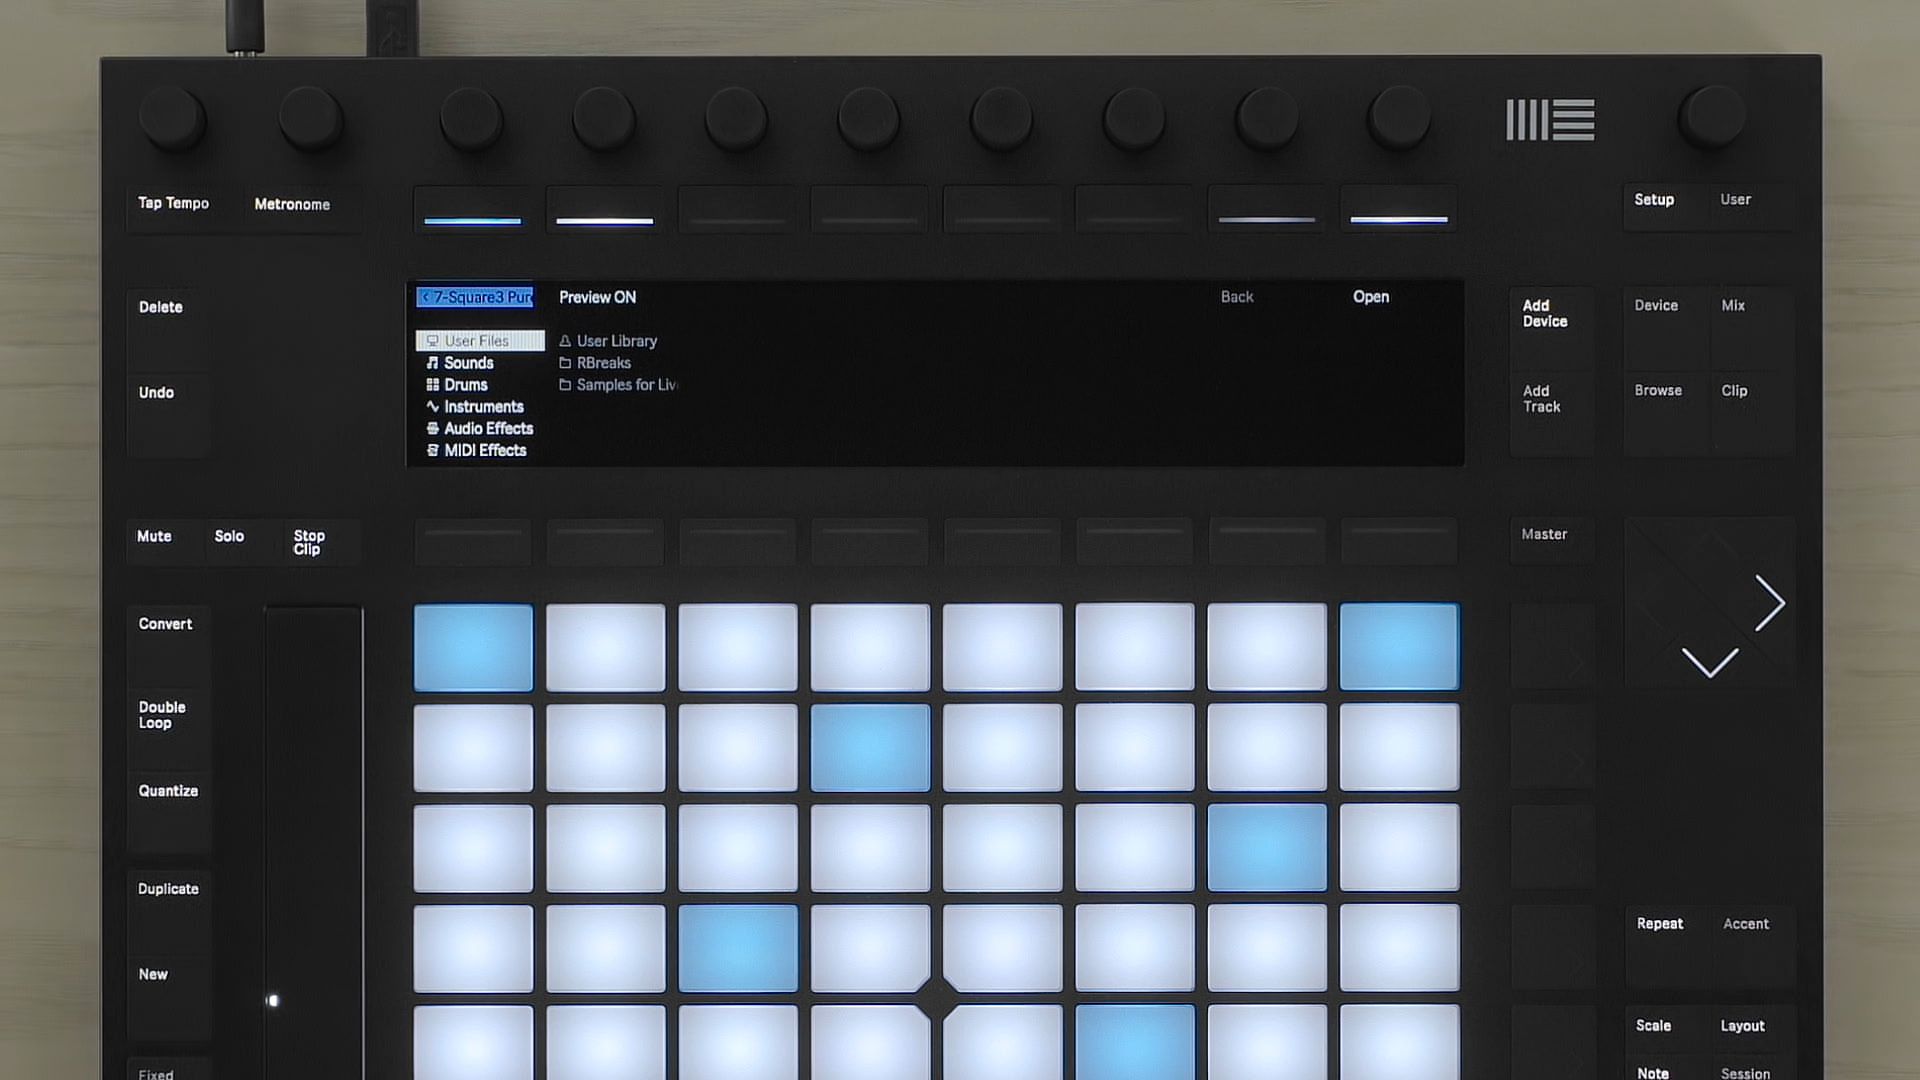 Tap Tempo
Metronome
Setup
User
Delete
Undo
< 7-Square3 Pur
Preview ON
Back
Open
User Files
Sounds
Drums
Instruments
Audio Effects
MIDI Effects
User Library
RBreaks
Samples for Liv
Add
Device
Add
Track
Device
Mix
Browse
Clip
Mute
Solo
Stop
Clip
Master
Convert
Double
Loop
Quantize
Duplicate
New
Fixed
Repeat
Accent
Scale
Layout
Note
Session